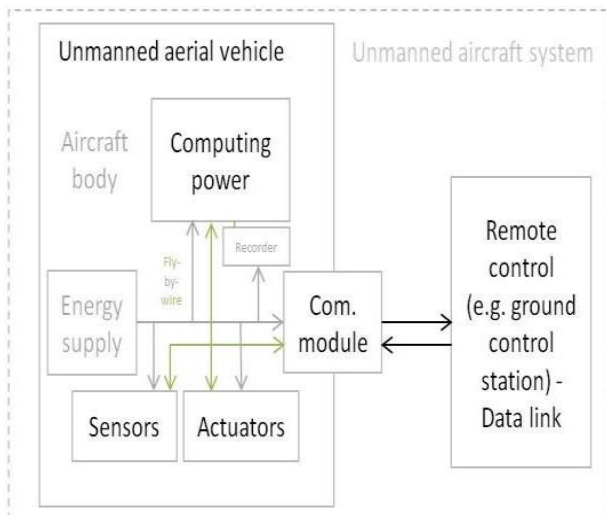 Unmanned aerial vehicle
Unmanned aircraft system
Aircraft
body
Computing
power
Recorder
Fly-
by-
wire
Energy
supply
Com.
module
Sensors
Actuators
Remote
control
(e.g. ground
control
station) -
Data link